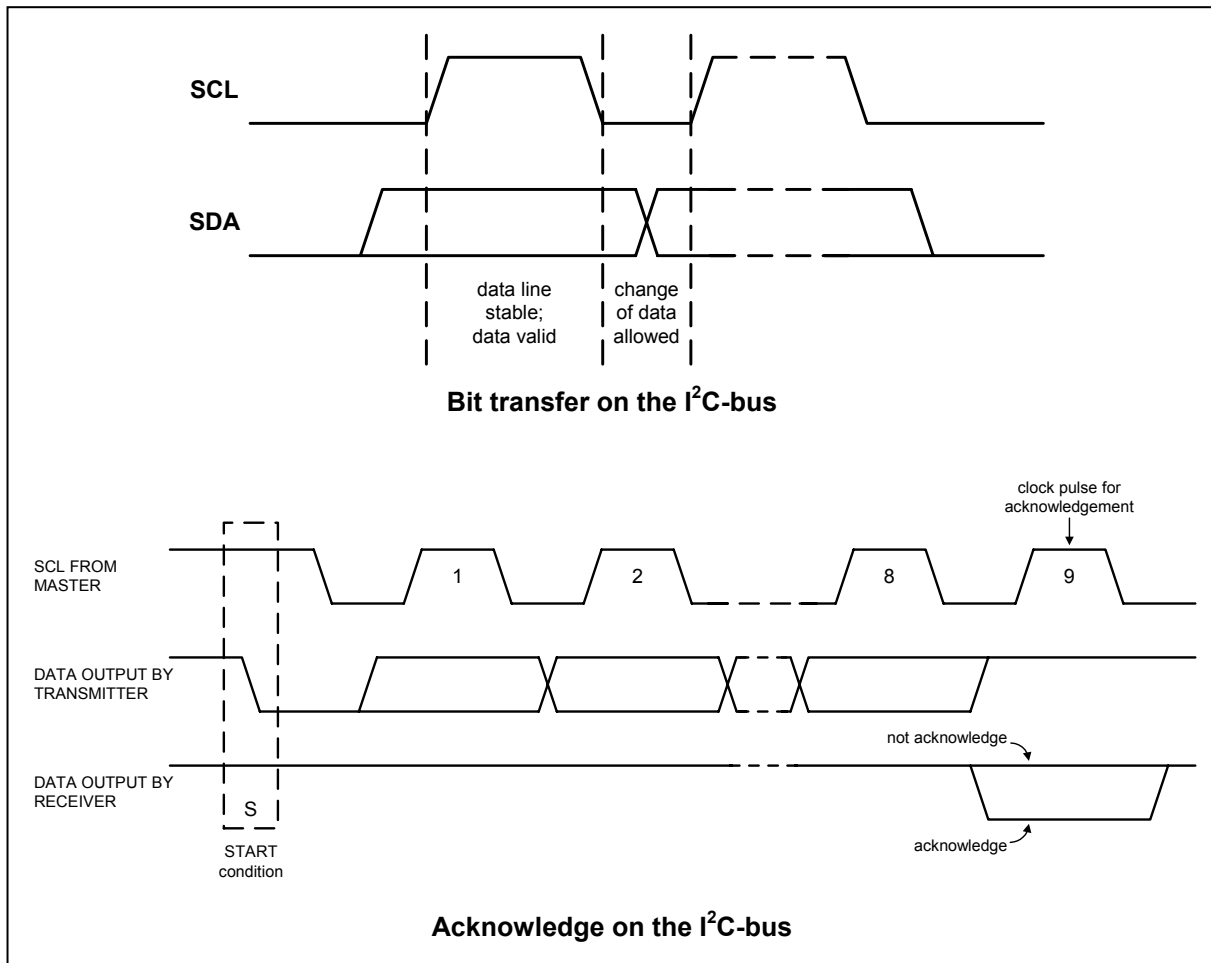 SCL
SDA
data line
stable;
data valid
change
of data
allowed
Bit transfer on the I²C-bus
clock pulse for
acknowledgement
SCL FROM
MASTER
1
2
8
9
DATA OUTPUT BY
TRANSMITTER
not acknowledge
DATA OUTPUT BY
RECEIVER
S
acknowledge
START
condition
Acknowledge on the I²C-bus